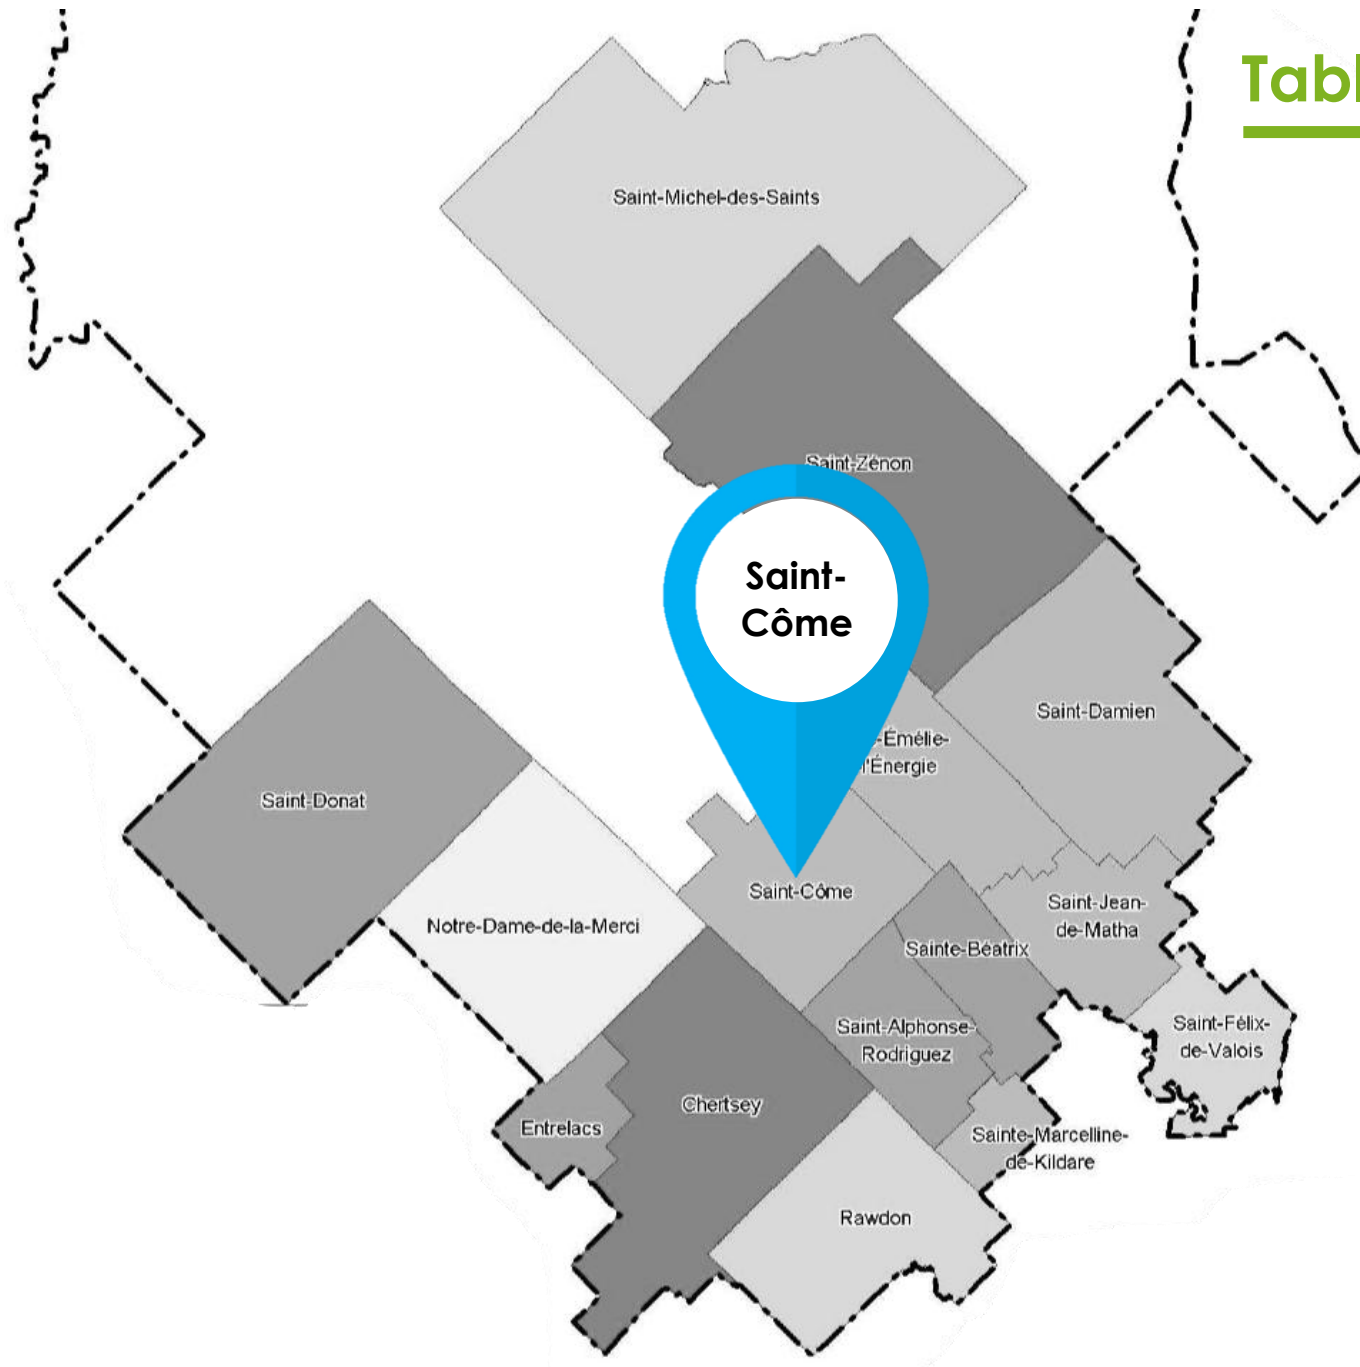 Saint-Michel-des-Saints
Saint-Zénon
Saint-
Côme
Saint-Damien
-Émélie-
l'Énergie
Saint-Donat
Saint-Côme
Saint-Jean-
de-Matha
Notre-Dame-de-la-Merci
Sainte-Béatrix
Saint-Alphonse-
Rodriguez
Saint-Félix-
de-Valois
Chertsey
Entrelacs
Sainte-Marcelline-
de-Kildare
Rawdon